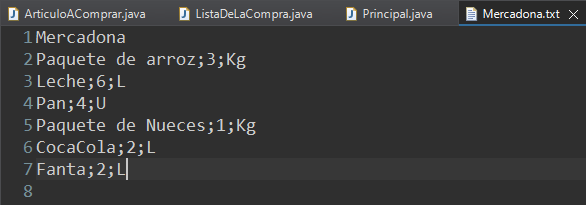 ArticuloAComprar.java ListaDeLaCompra.java Principal.java Mercadona.txt
1 Mercadona
2 Paquete de arroz;3;Kg
3 Leche;6;L
4 Pan;4;U
5 Paquete de Nueces;1;Kg
6 CocaCola;2;L
7 Fanta;2;L
8